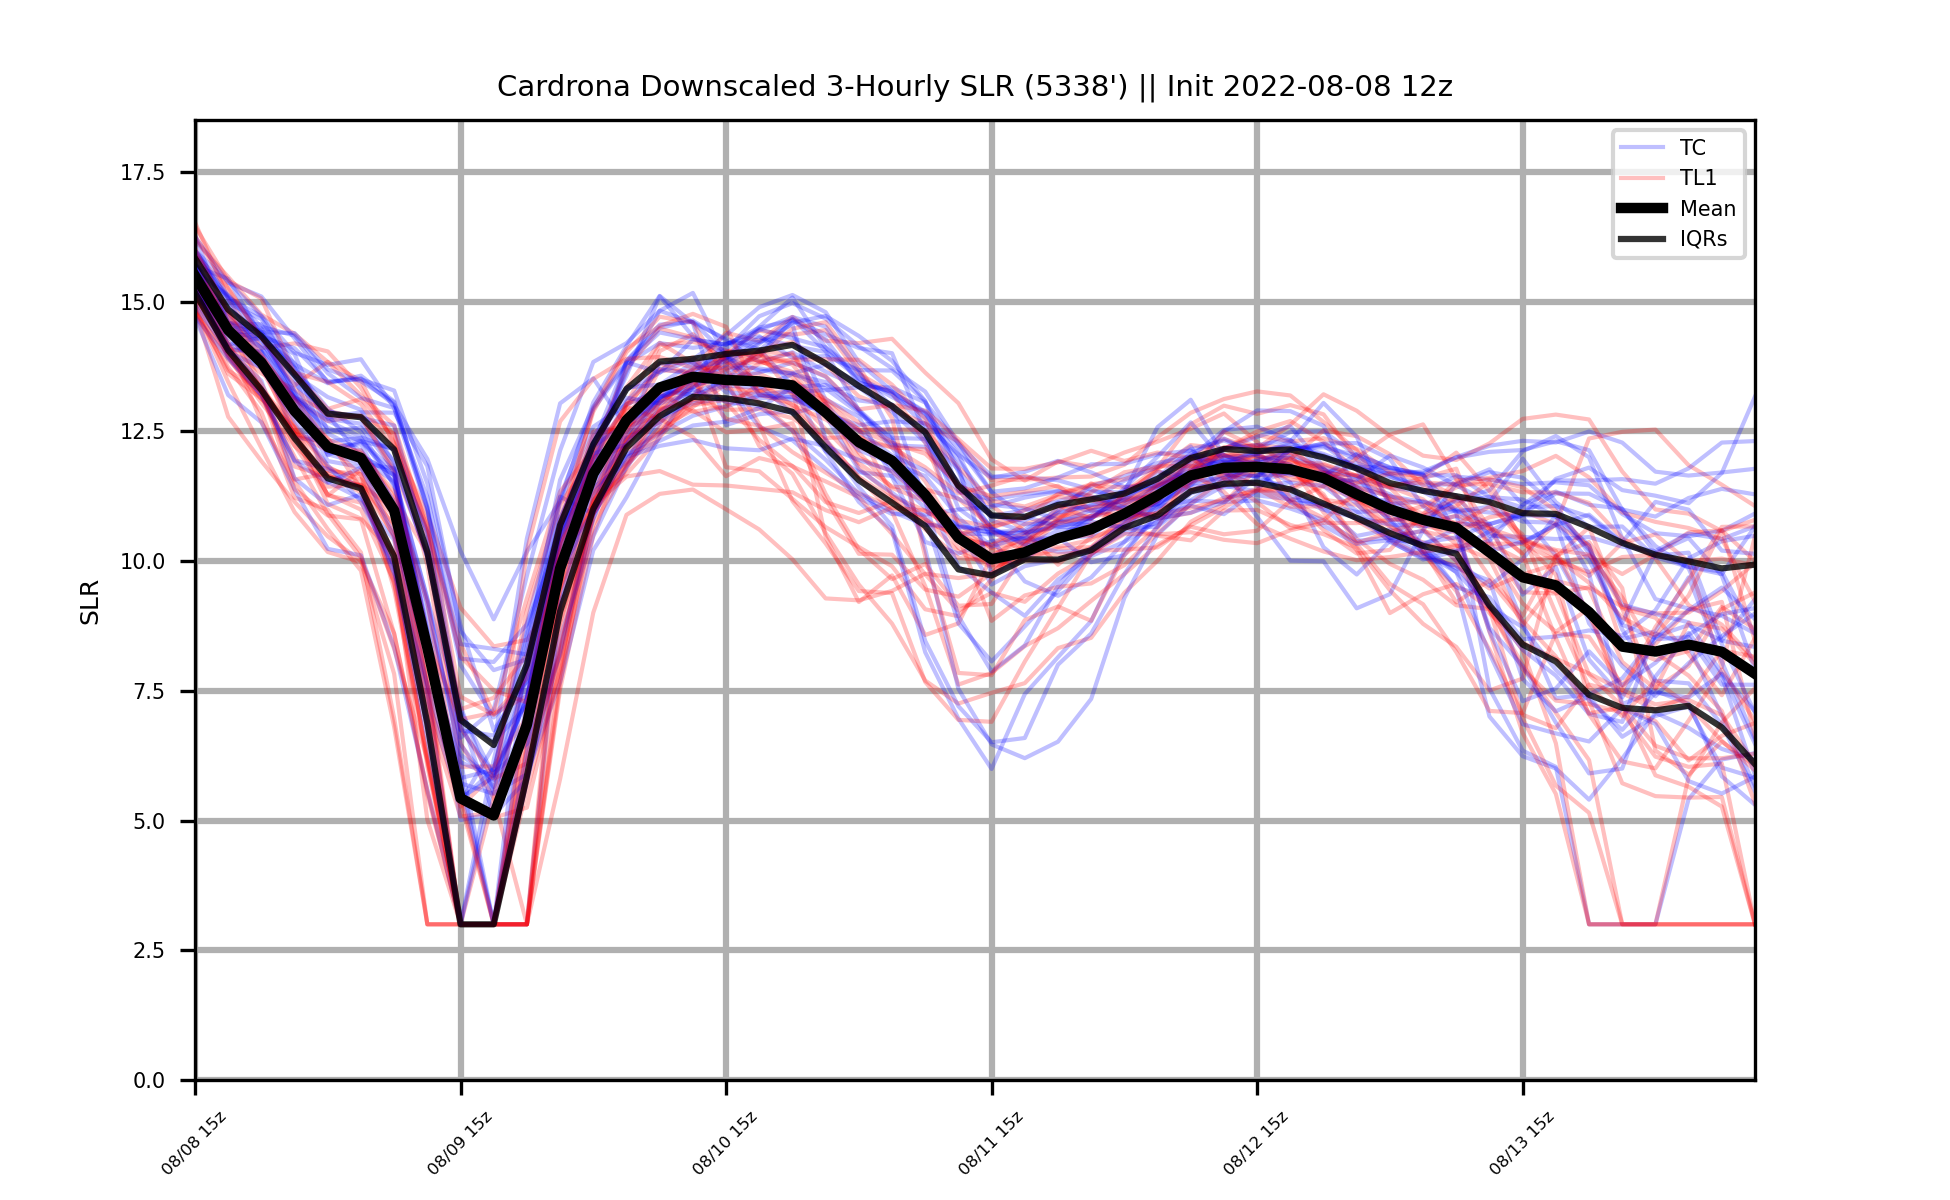 Cardrona Downscaled 3-Hourly SLR (5338') || Init 2022-08-08 12z
TC
TL1
Mean
IQRs
SLR
17.5
15.0
12.5
10.0
7.5
5.0
2.5
0.0
08/08 15z
08/09 15z
08/10 15z
08/11 15z
08/12 15z
08/13 15z